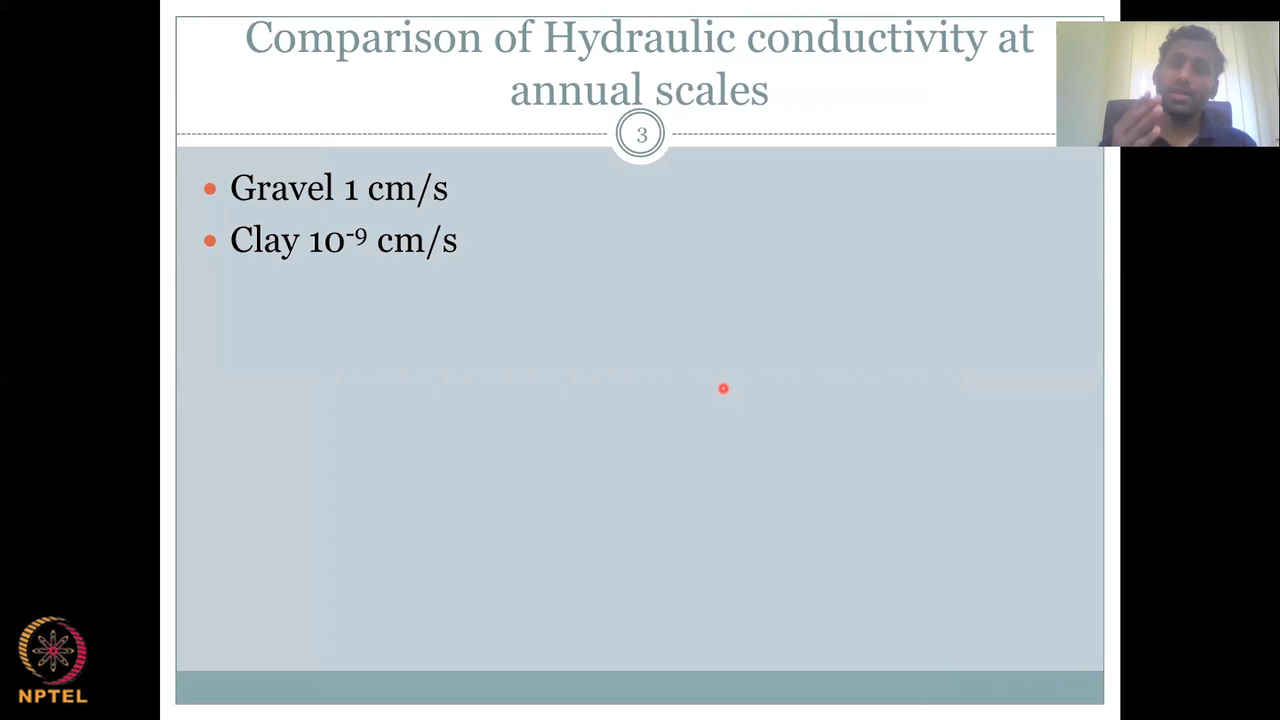 Comparison of Hydraulic conductivity at
annual scales
3
• Gravel 1 cm/s
• Clay 10⁻⁹ cm/s
NPTEL